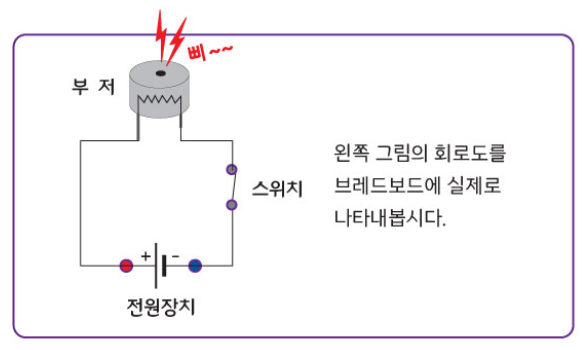 삐~~
부 저
왼쪽 그림의 회로도를
브레드보드에 실제로
나타내봅시다.
스위치
+ -
전원장치